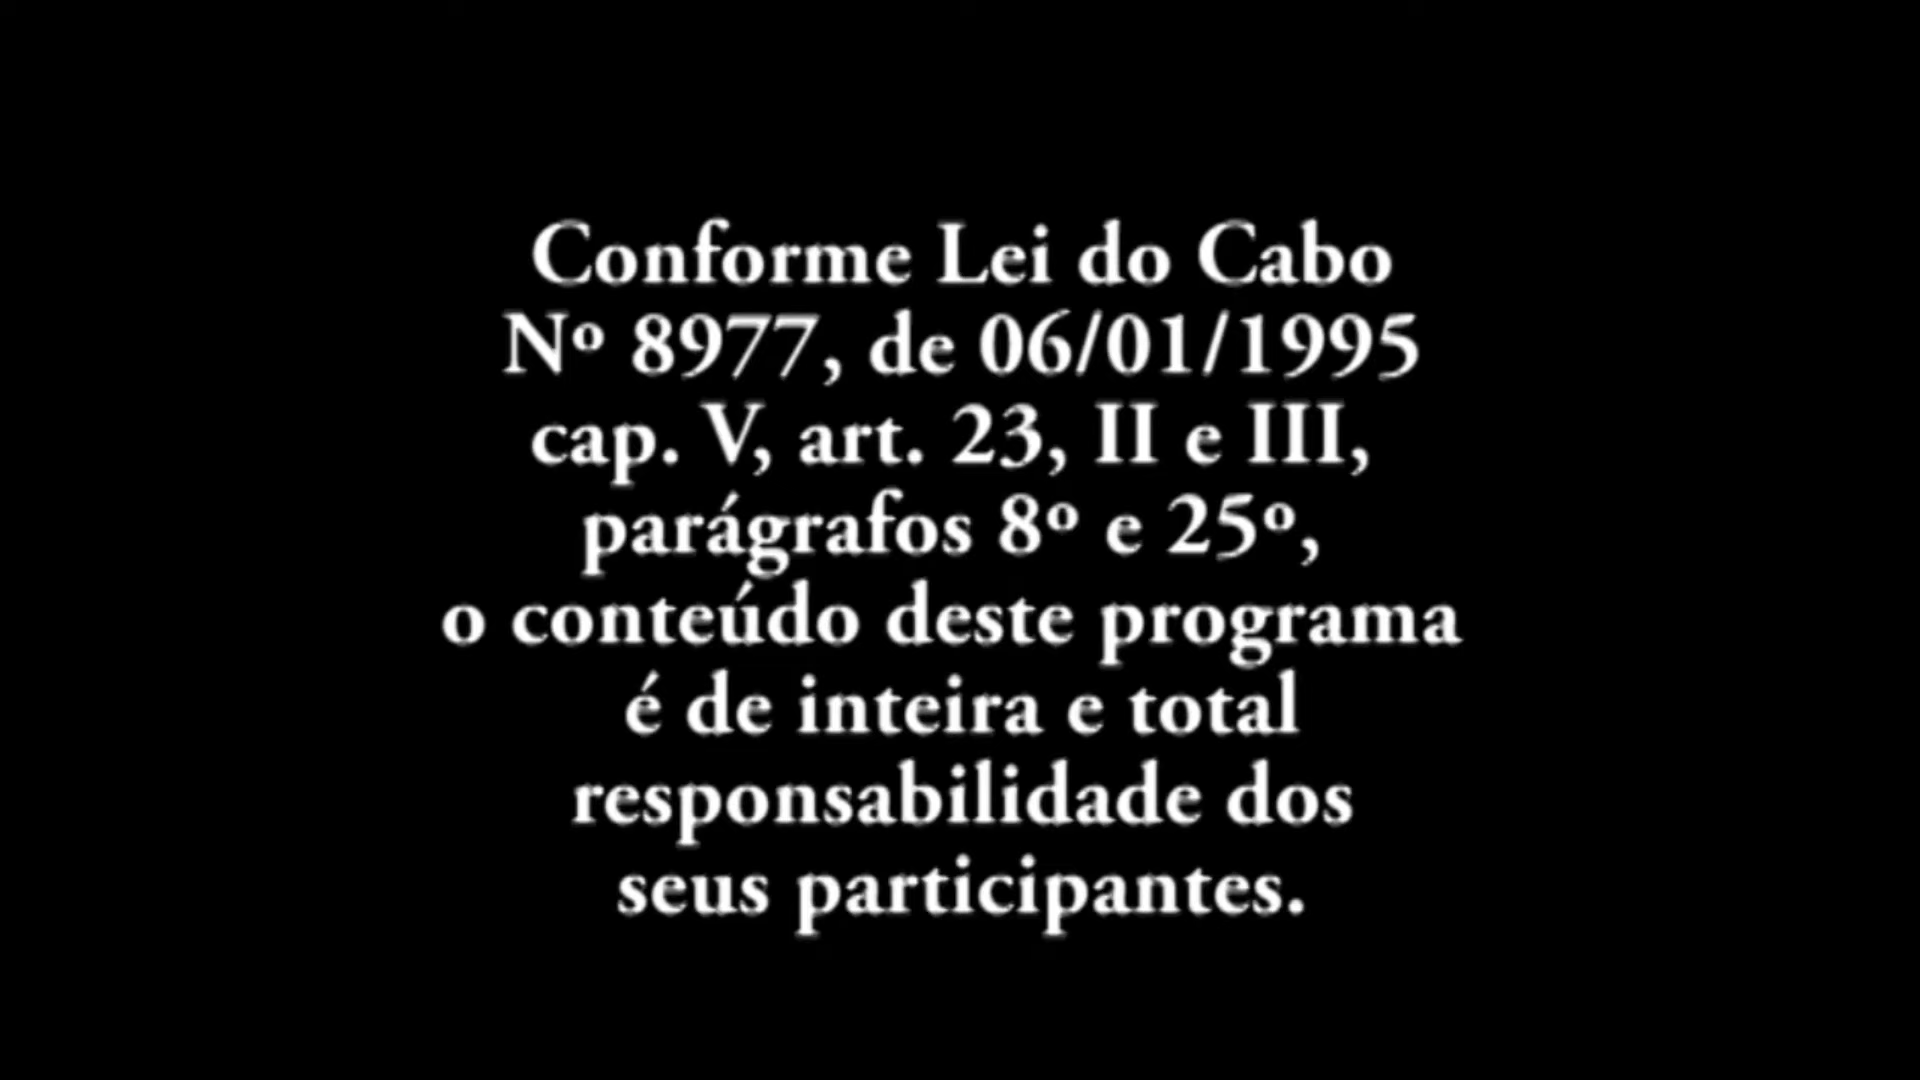 Conforme Lei do Cabo
Nº 8977, de 06/01/1995
cap. V, art. 23, II e III,
parágrafos 8º e 25º,
o conteúdo deste programa
é de inteira e total
responsabilidade dos
seus participantes.